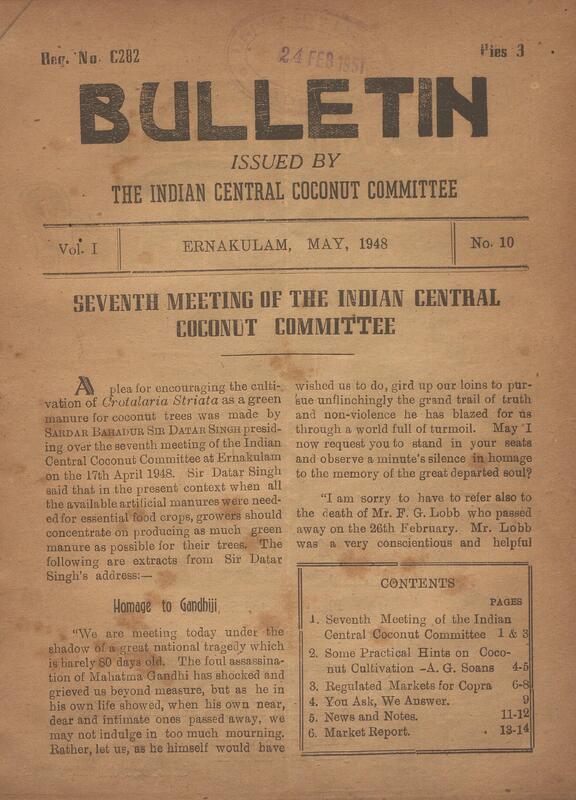 Reg. No. C282
24 FEB 1951
Pies 3
BULLETIN
ISSUED BY
THE INDIAN CENTRAL COCONUT COMMITTEE
Vol. I
ERNAKULAM, MAY, 1948
No. 10
SEVENTH MEETING OF THE INDIAN CENTRAL
COCONUT COMMITTEE
A plea for encouraging the culti-
vation of Crotalaria Striata as a green
manure for coconut trees was made by
SARDAR BAHADUR SIR DATAR SINGH presid-
ing over the seventh meeting of the Indian
Central Coconut Committee at Ernakulam
on the 17th April 1948. Sir Datar Singh
said that in the present context when all
the available artificial manures were need-
ed for essential food crops, growers should
concentrate on producing as much green
manure as possible for their trees. The
following are extracts from Sir Datar
Singh's address:—
Homage to Gandhiji
"We are meeting today under the
shadow of a great national tragedy which
is barely 80 days old. The foul assassina-
tion of Mahatma Gandhi has shocked and
grieved us beyond measure, but as he in
his own life showed, when his own near,
dear and intimate ones passed away, we
may not indulge in too much mourning.
Rather, let us, as he himself would have
wished us to do, gird up our loins to pur-
sue unflinchingly the grand trail of truth
and non-violence he has blazed for us
through a world full of turmoil. May I
now request you to stand in your seats
and observe a minute's silence in homage
to the memory of the great departed soul?
"I am sorry to have to refer also to
the death of Mr. F. G. Lobb who passed
away on the 26th February. Mr. Lobb
was a very conscientious and helpful
CONTENTS
PAGES
1. Seventh Meeting of the Indian
Central Coconut Committee 1 & 3
2. Some Practical Hints on Coco-
nut Cultivation –A. G. Soans 4-5
3. Regulated Markets for Copra 6-8
4. You Ask, We Answer. 9
5. News and Notes. 11-12
6. Market Report. 13-14